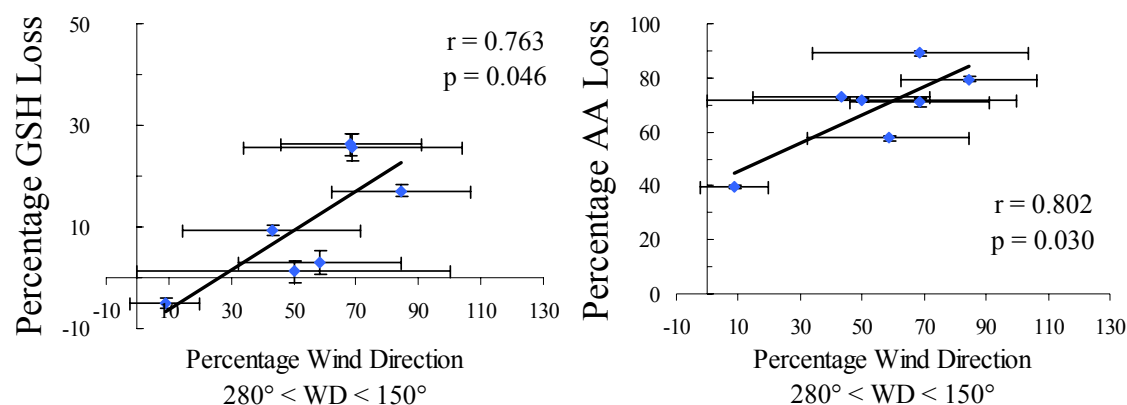 Percentage GSH Loss
50
30
10
-10
r = 0.763
p = 0.046
-10 10 30 50 70 90 110 130
Percentage Wind Direction
280° < WD < 150°
Percentage AA Loss
100
80
60
40
20
0
r = 0.802
p = 0.030
-10 10 30 50 70 90 110 130
Percentage Wind Direction
280° < WD < 150°